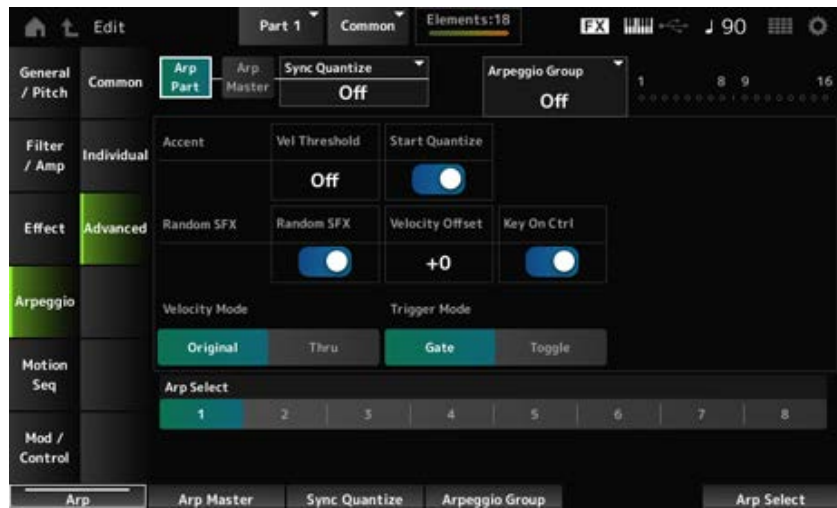 Edit
Part 1
Common
Elements:18
FX
♩ 90
General / Pitch
Common
Arp Part
Arp Master
Sync Quantize
Off
Arpeggio Group
Off
1 8 9 16
Filter / Amp
Individual
Accent
Vel Threshold
Off
Start Quantize
Effect
Advanced
Random SFX
Random SFX
Velocity Offset
+0
Key On Ctrl
Arpeggio
Velocity Mode
Original Thru
Trigger Mode
Gate Toggle
Motion Seq
Arp Select
1 2 3 4 5 6 7 8
Mod / Control
Arp
Arp Master
Sync Quantize
Arpeggio Group
Arp Select